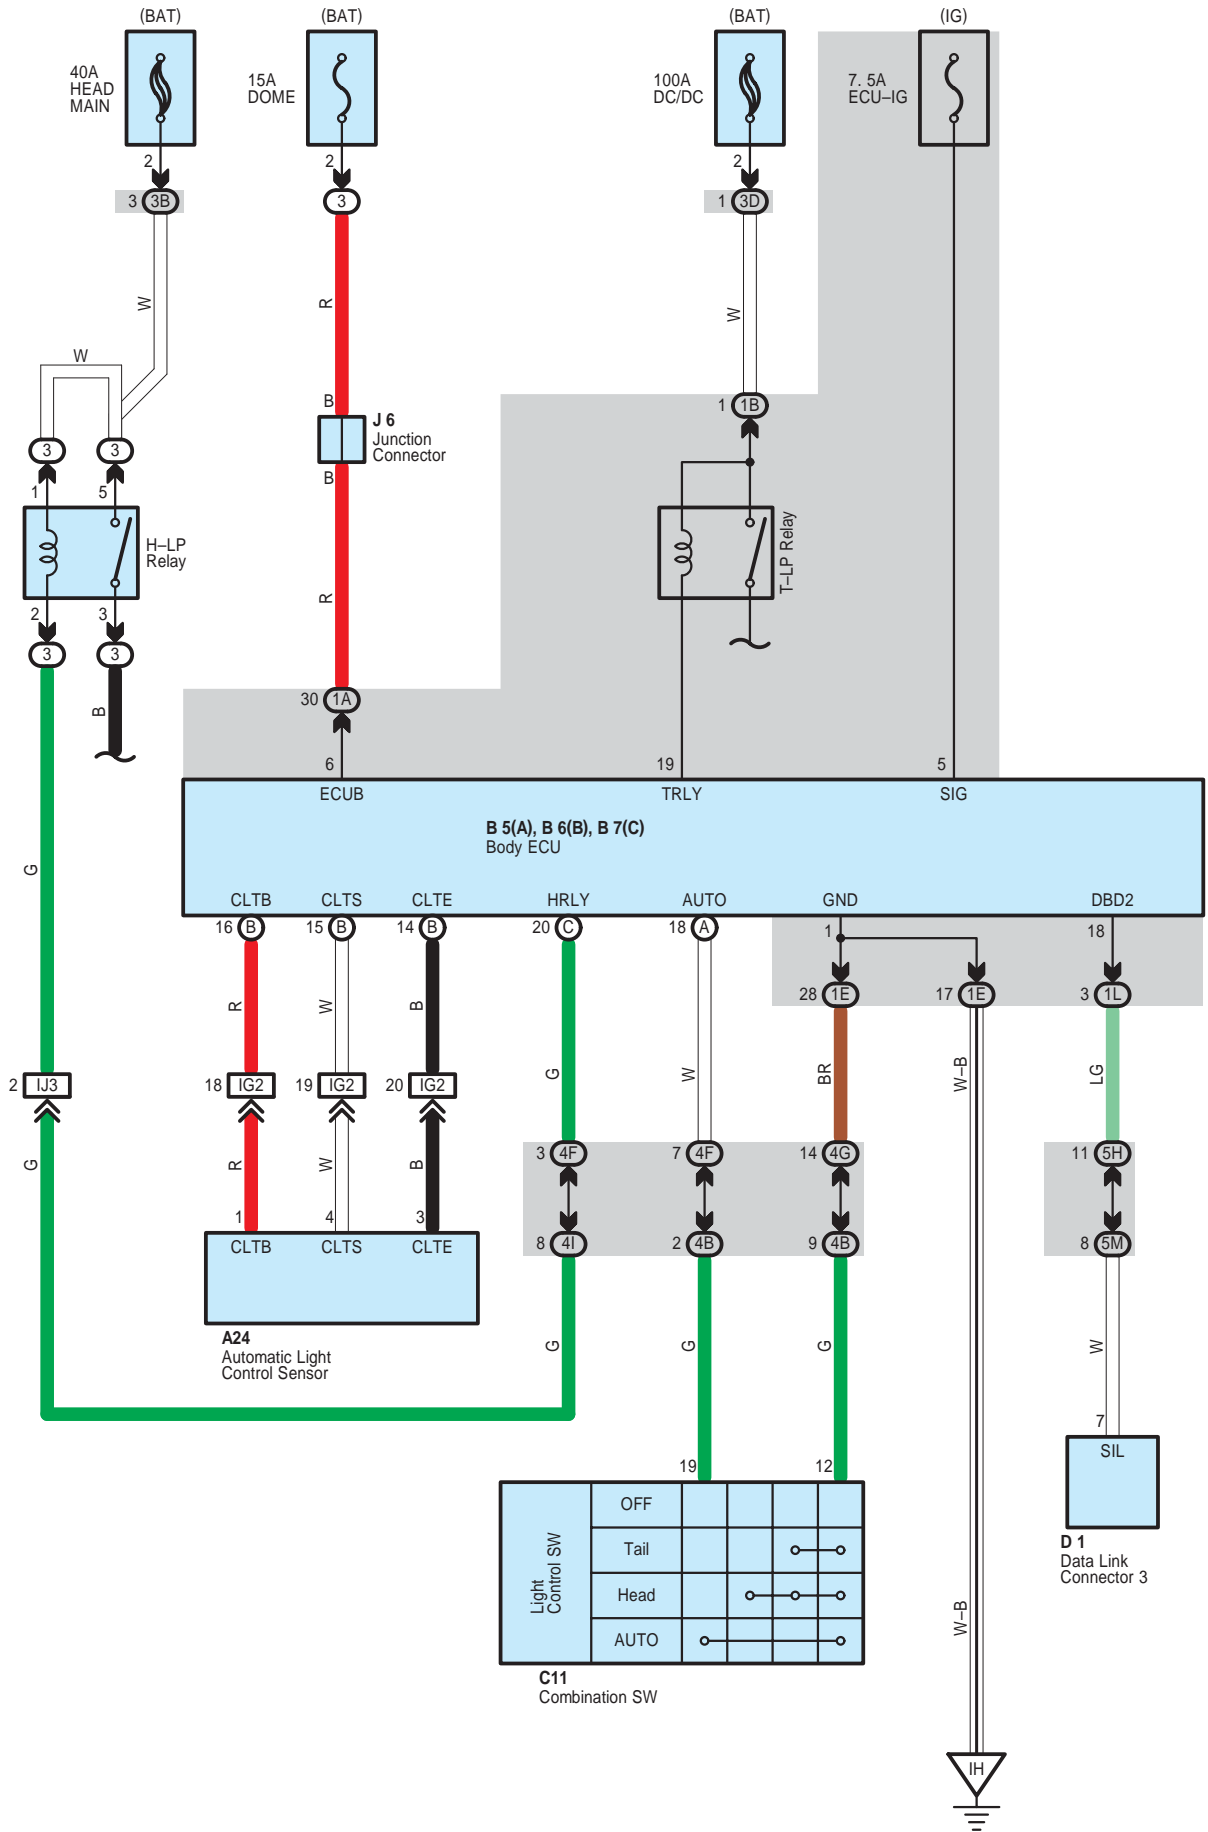 (BAT)
(BAT)
(BAT)
(IG)
40A
HEAD
MAIN
15A
DOME
100A
DC/DC
7. 5A
ECU–IG
2
2
2
3 3B
3
1 3D
W
R
W
W
B
J 6
Junction
Connector
B
1 1B
3
3
1
5
H–LP
Relay
T–LP Relay
2
3
3
3
R
B
30 1A
6
19
5
ECUB
TRLY
SIG
B 5(A), B 6(B), B 7(C)
Body ECU
G
CLTB
CLTS
CLTE
HRLY
AUTO
GND
DBD2
16 B
15 B
14 B
20 C
18 A
1
18
28 1E
17 1E
3 1L
R
W
B
G
W
BR
W–B
LG
2 IJ3
18 IG2
19 IG2
20 IG2
G
R
W
B
3 4F
7 4F
14 4G
11 5H
1
4
3
CLTB
CLTS
CLTE
8 4I
2 4B
9 4B
8 5M
A24
Automatic Light
Control Sensor
G
G
G
W
7
SIL
19
12
Light
Control SW
OFF
Tail
Head
AUTO
D 1
Data Link
Connector 3
W–B
C11
Combination SW
IH